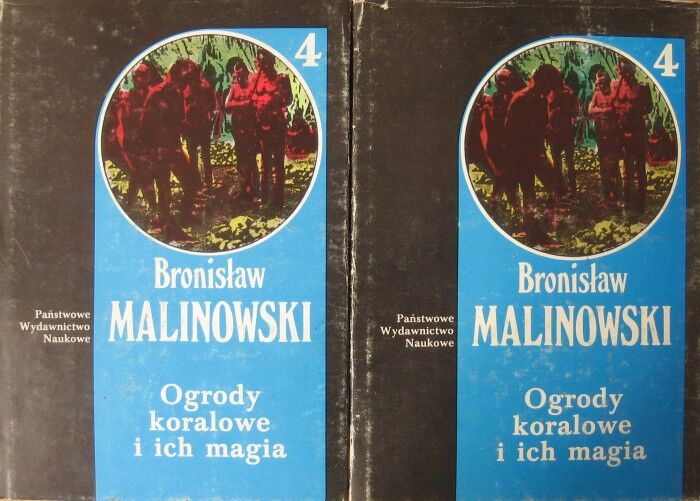 4
Bronisław
MALINOWSKI
Państwowe
Wydawnictwo
Naukowe
Ogrody
koralowe
i ich magia
4
Bronisław
MALINOWSKI
Państwowe
Wydawnictwo
Naukowe
Ogrody
koralowe
i ich magia